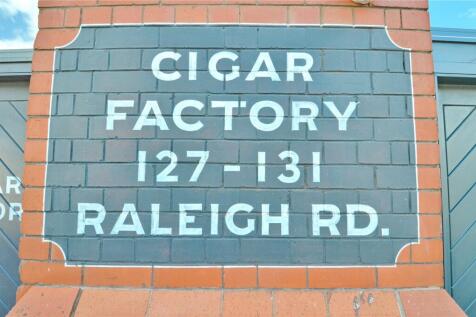 CIGAR
FACTORY
127-131
RALEIGH RD.